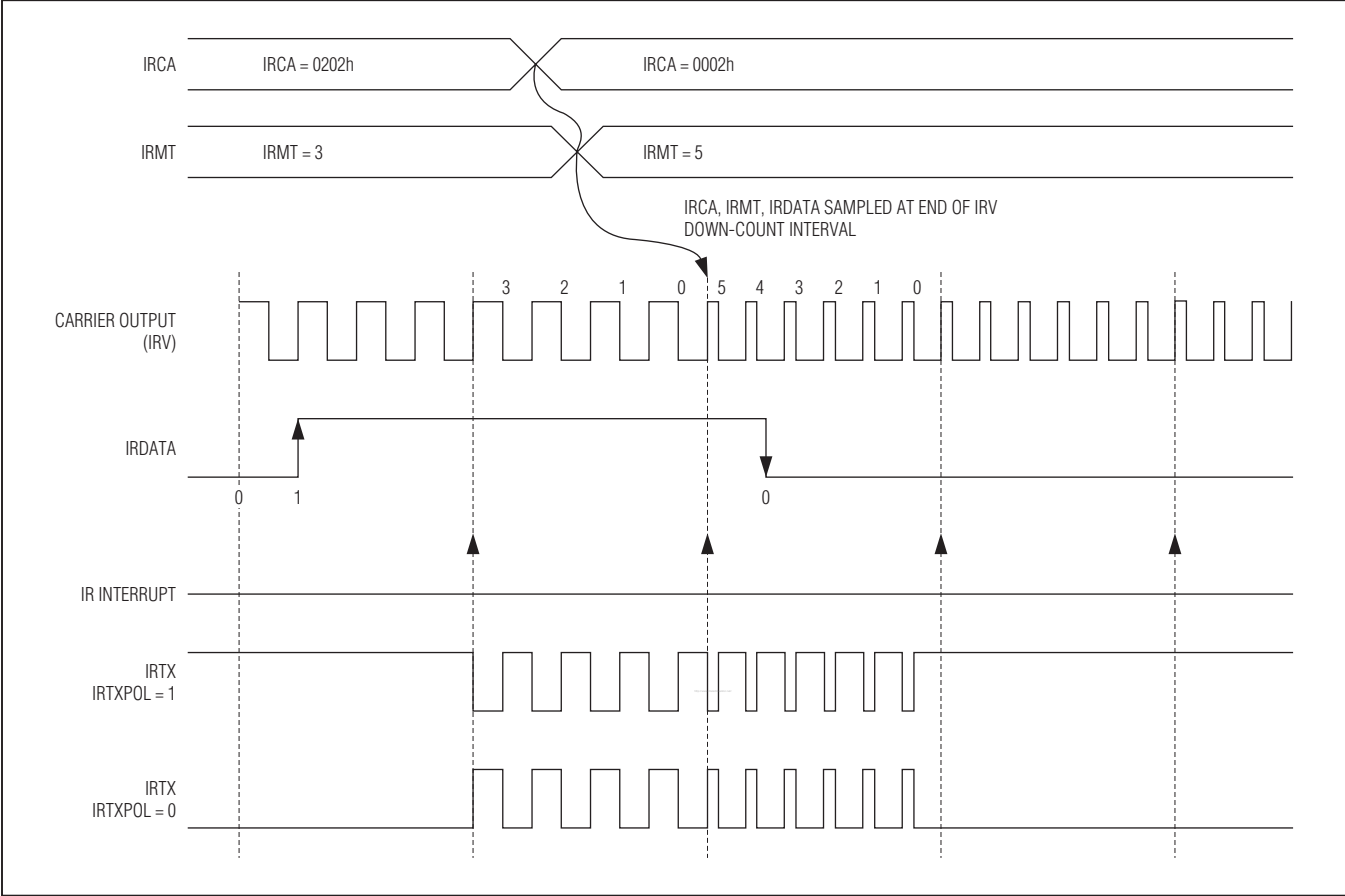 IRCA
IRCA = 0202h
IRCA = 0002h
IRMT
IRMT = 3
IRMT = 5
IRCA, IRMT, IRDATA SAMPLED AT END OF IRV
DOWN-COUNT INTERVAL
3 2 1 0 5 4 3 2 1 0
CARRIER OUTPUT
(IRV)
IRDATA
0 1 0
IR INTERRUPT
IRTX
IRTXPOL = 1
IRTX
IRTXPOL = 0